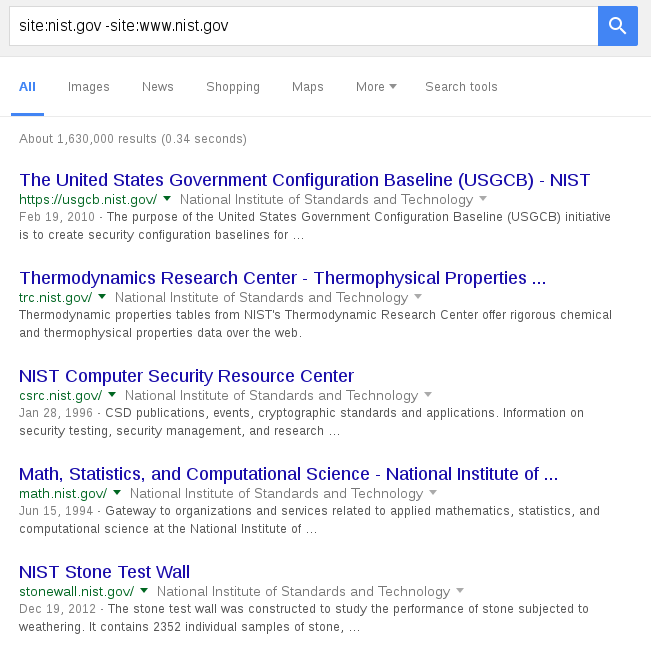 site:nist.gov -site:www.nist.gov
All Images News Shopping Maps More Search tools
About 1,630,000 results (0.34 seconds)
The United States Government Configuration Baseline (USGCB) - NIST
https://usgcb.nist.gov/ National Institute of Standards and Technology
Feb 19, 2010 - The purpose of the United States Government Configuration Baseline (USGCB) initiative
is to create security configuration baselines for ...
Thermodynamics Research Center - Thermophysical Properties ...
trc.nist.gov/ National Institute of Standards and Technology
Thermodynamic properties tables from NIST's Thermodynamic Research Center offer rigorous chemical
and thermophysical properties data over the web.
NIST Computer Security Resource Center
csrc.nist.gov/ National Institute of Standards and Technology
Jan 28, 1996 - CSD publications, events, cryptographic standards and applications. Information on
security testing, security management, and research ...
Math, Statistics, and Computational Science - National Institute of ...
math.nist.gov/ National Institute of Standards and Technology
Jun 15, 1994 - Gateway to organizations and services related to applied mathematics, statistics, and
computational science at the National Institute of ...
NIST Stone Test Wall
stonewall.nist.gov/ National Institute of Standards and Technology
Dec 19, 2012 - The stone test wall was constructed to study the performance of stone subjected to
weathering. It contains 2352 individual samples of stone, ...